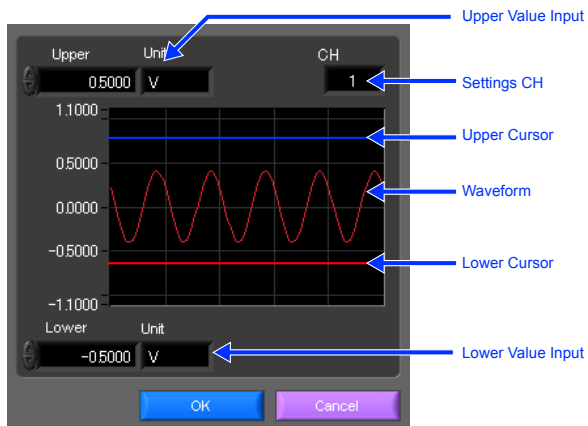 Upper Value Input
Upper Unit CH
0.5000 V 1
Settings CH
1.1000
Upper Cursor
0.5000
Waveform
0.0000
-0.5000
Lower Cursor
-1.1000
Lower Unit
-0.5000 V
Lower Value Input
OK Cancel